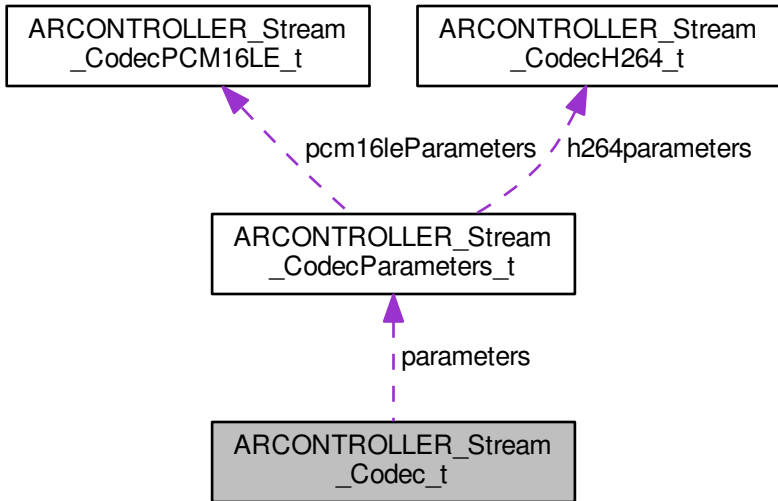 ARCONTROLLER_Stream
_CodecPCM16LE_t
ARCONTROLLER_Stream
_CodecH264_t
pcm16leParameters
h264parameters
ARCONTROLLER_Stream
_CodecParameters_t
parameters
ARCONTROLLER_Stream
_Codec_t